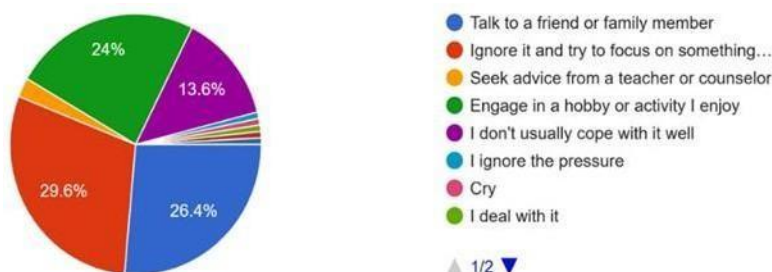 24%
13.6%
29.6%
26.4%
Talk to a friend or family member
Ignore it and try to focus on something…
Seek advice from a teacher or counselor
Engage in a hobby or activity I enjoy
I don't usually cope with it well
I ignore the pressure
Cry
I deal with it
1/2